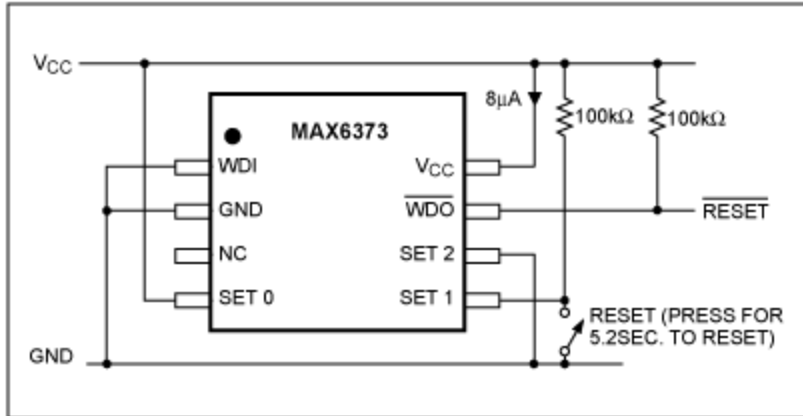 VCC
8µA
MAX6373
100kΩ
100kΩ
WDI
VCC
GND
WDO
RESET
NC
SET 2
SET 0
SET 1
RESET (PRESS FOR
5.2SEC. TO RESET)
GND